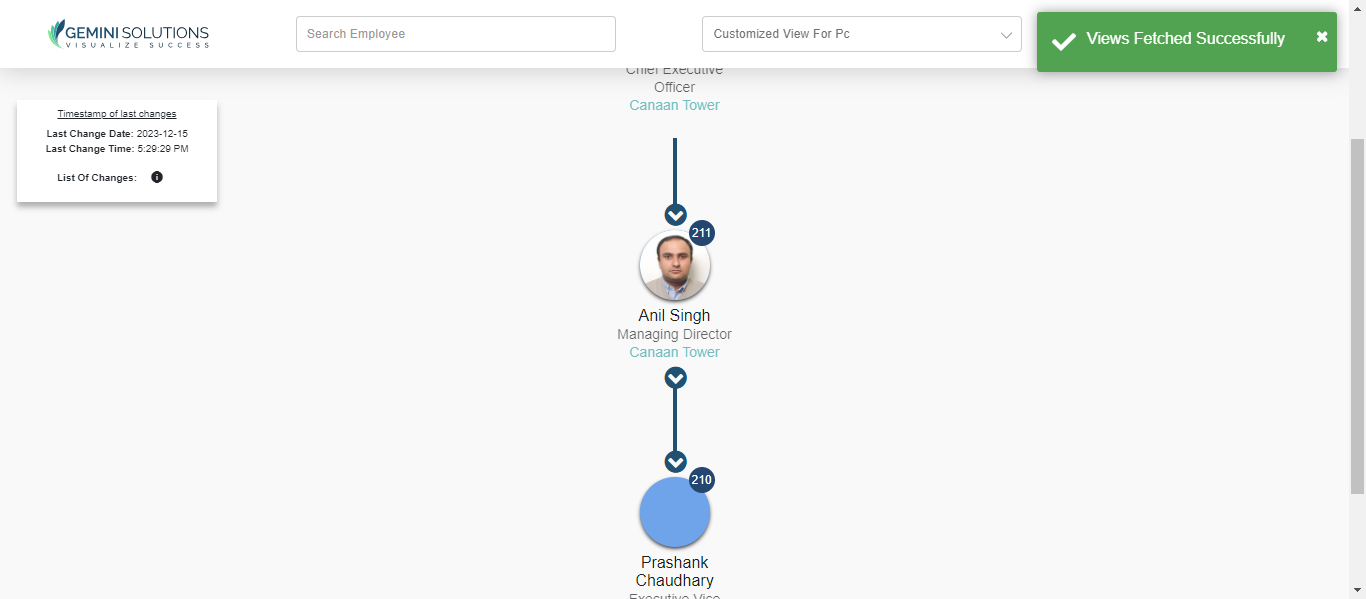 GEMINI SOLUTIONS
VISUALIZE SUCCESS
Search Employee
Customized View For Pc
Views Fetched Successfully
Timestamp of last changes
Last Change Date: 2023-12-15
Last Change Time: 5:29:29 PM
List Of Changes:
Chief Executive
Officer
Canaan Tower
211
Anil Singh
Managing Director
Canaan Tower
210
Prashank
Chaudhary
Executive Vice